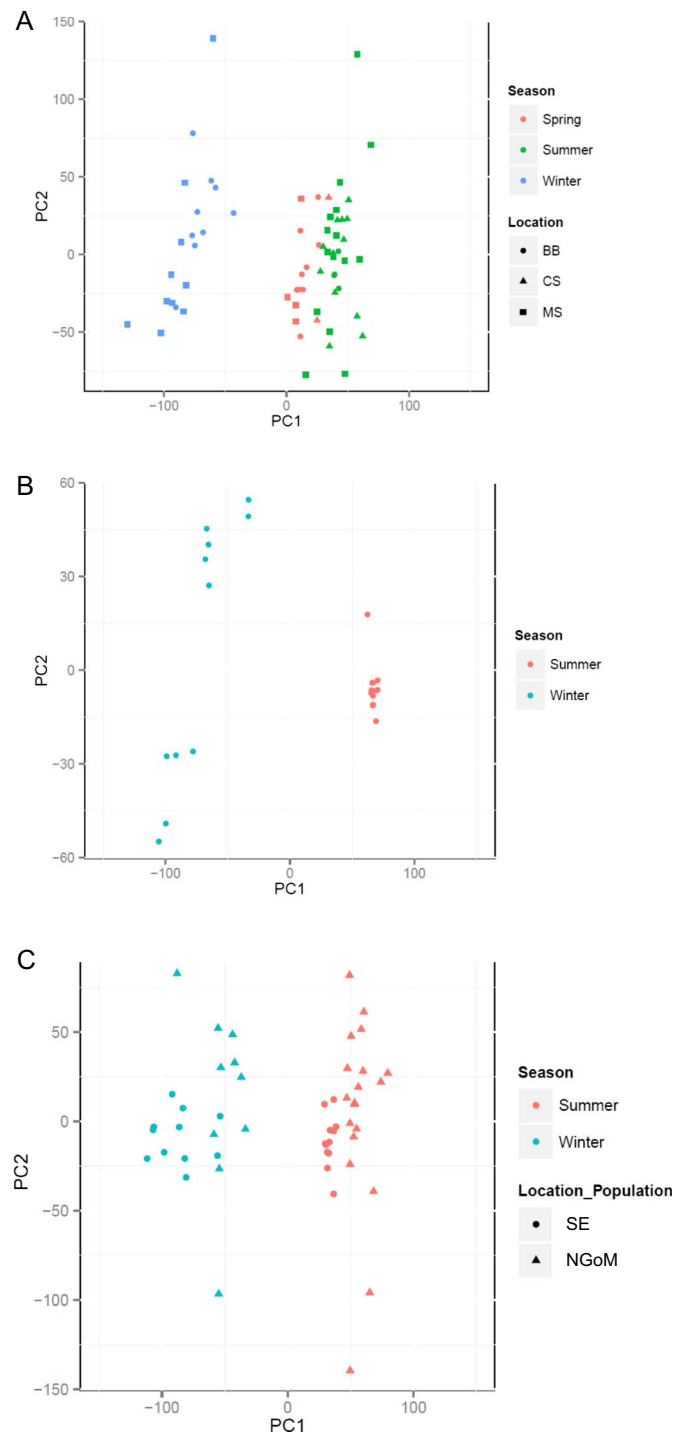 A
150
100
50
0
−50
−100
0
100
PC2
PC1
Season
Spring
Summer
Winter
Location
BB
CS
MS
B
60
30
0
−30
−60
−100
0
100
PC2
PC1
Season
Summer
Winter
C
50
0
−50
−100
−150
−100
0
100
PC2
PC1
Season
Summer
Winter
Location_Population
SE
NGoM